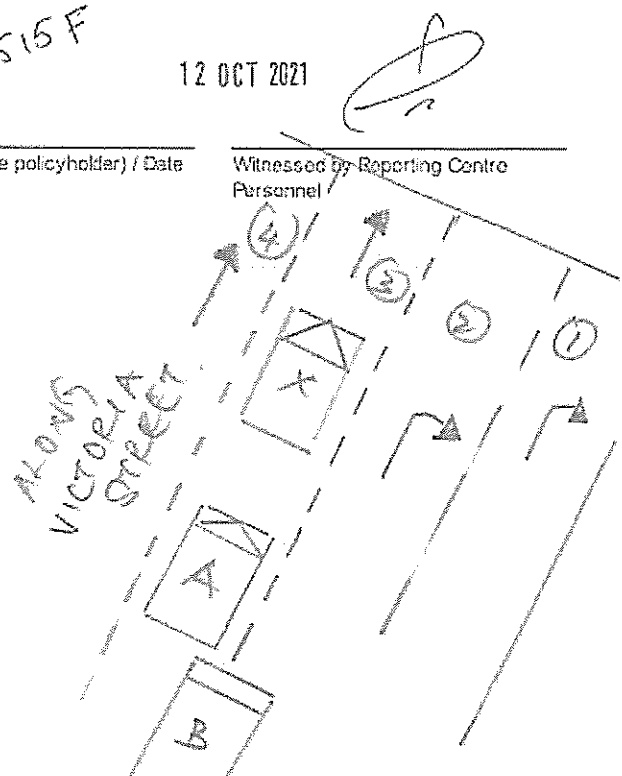 515F
12 OCT 2021
e policyholder) / Date
Witnessed by Reporting Centre
Personnel
4
3
2
1
ALONG
VICTORIA
STREET
X
A
B